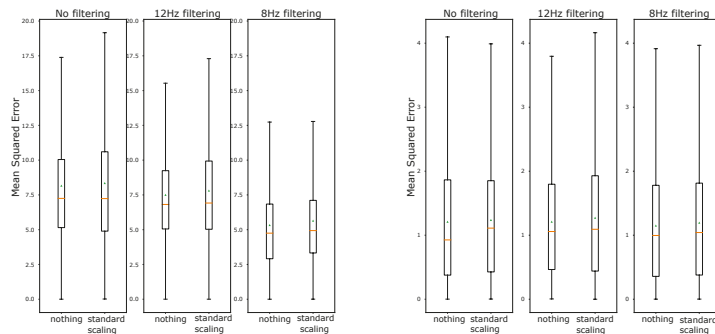 No filtering 12Hz filtering 8Hz filtering
20.0 20.0 20.0
17.5 17.5 17.5
15.0 15.0 15.0
12.5 12.5 12.5
10.0 10.0 10.0
7.5 7.5 7.5
5.0 5.0 5.0
2.5 2.5 2.5
0.0 0.0 0.0
Mean Squared Error
nothing standard nothing standard nothing standard
scaling scaling scaling
No filtering 12Hz filtering 8Hz filtering
4 4 4
3 3 3
2 2 2
1 1 1
0 0 0
Mean Squared Error
nothing standard nothing standard nothing standard
scaling scaling scaling